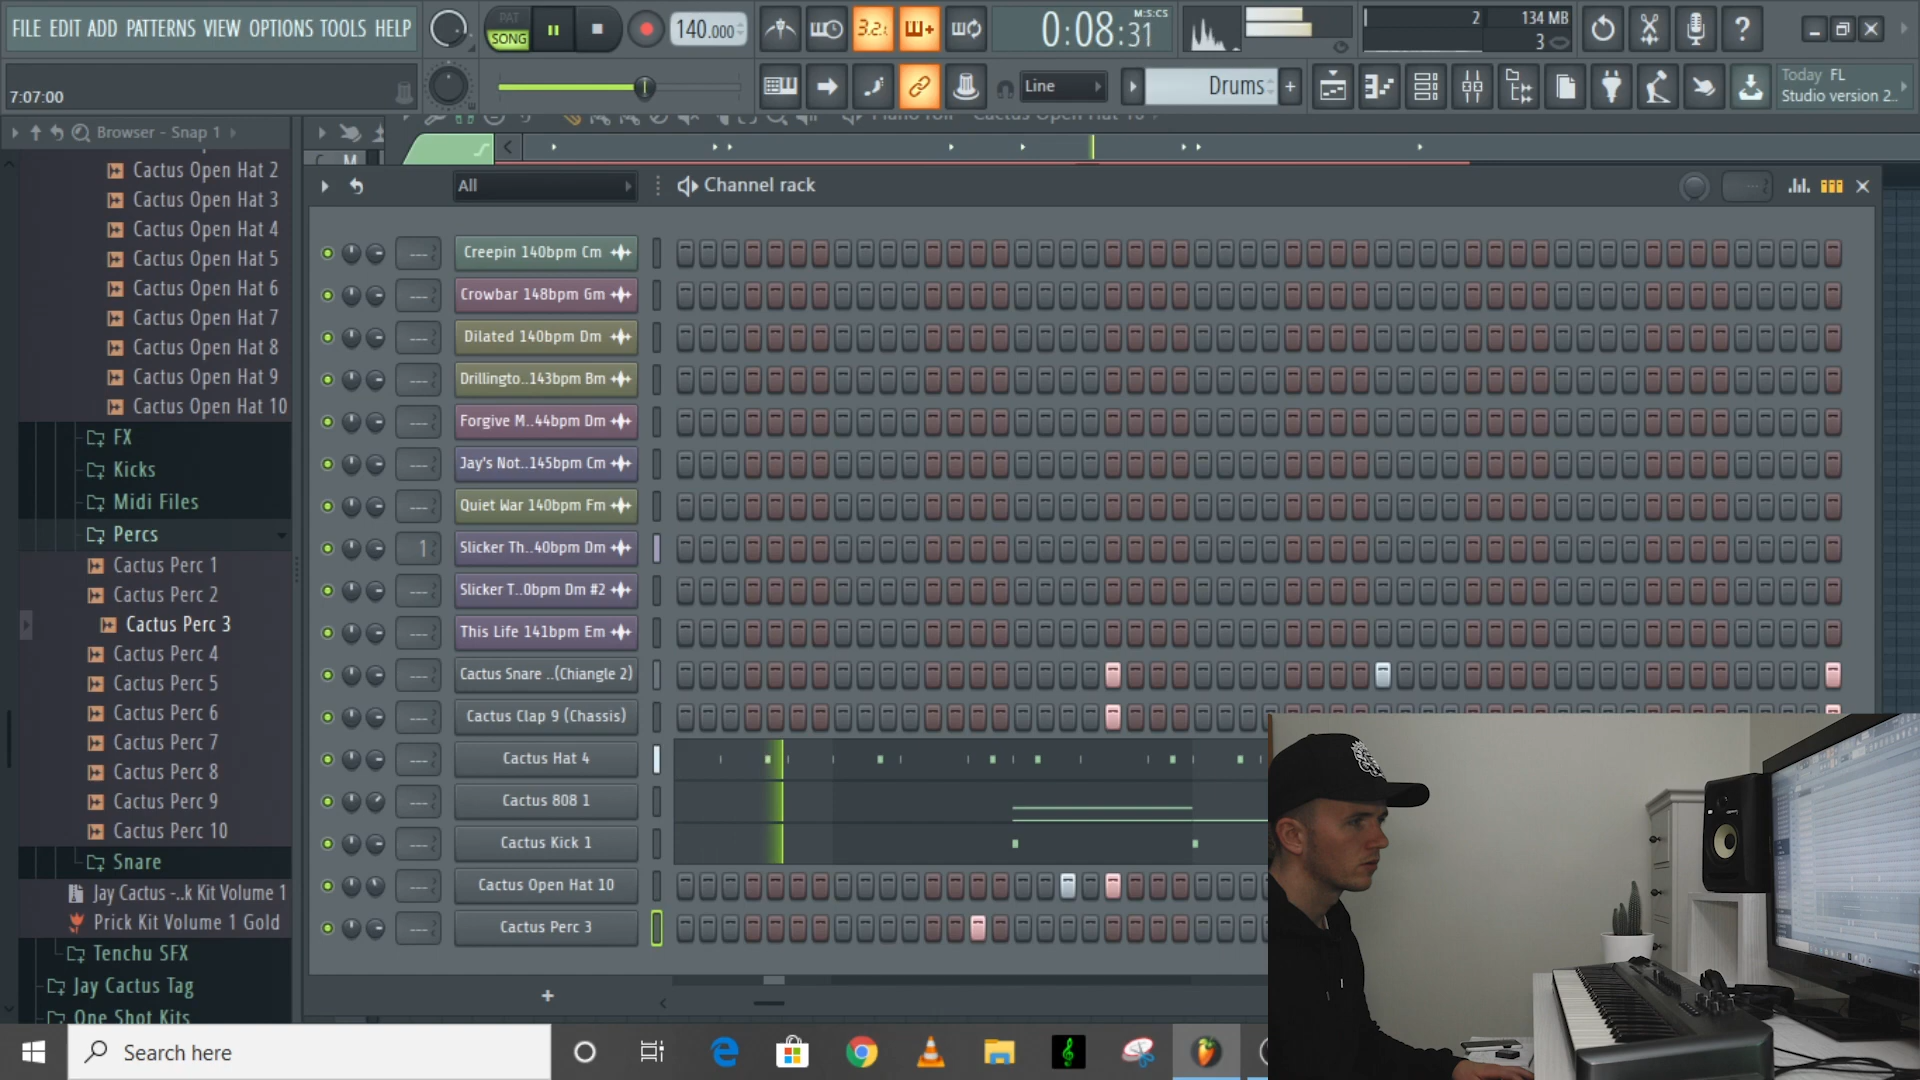 FILE EDIT ADD PATTERNS VIEW OPTIONS TOOLS HELP
7:07:00
PAT
SONG
140.000
3.2.
0:08:31
M:S:CS
2
134 MB
3
Line
Drums
Today FL
Studio version 2..
Browser - Snap 1
Cactus Open Hat 2
Cactus Open Hat 3
Cactus Open Hat 4
Cactus Open Hat 5
Cactus Open Hat 6
Cactus Open Hat 7
Cactus Open Hat 8
Cactus Open Hat 9
Cactus Open Hat 10
FX
Kicks
Midi Files
Percs
Cactus Perc 1
Cactus Perc 2
Cactus Perc 3
Cactus Perc 4
Cactus Perc 5
Cactus Perc 6
Cactus Perc 7
Cactus Perc 8
Cactus Perc 9
Cactus Perc 10
Snare
Jay Cactus -..k Kit Volume 1
Prick Kit Volume 1 Gold
Tenchu SFX
Jay Cactus Tag
One Shot Kits
All
Channel rack
Creepin 140bpm Cm
Crowbar 148bpm Gm
Dilated 140bpm Dm
Drillingto..143bpm Bm
Forgive M..44bpm Dm
Jay's Not..145bpm Cm
Quiet War 140bpm Fm
1
Slicker Th..40bpm Dm
Slicker T..0bpm Dm #2
This Life 141bpm Em
Cactus Snare ..(Chiangle 2)
Cactus Clap 9 (Chassis)
Cactus Hat 4
Cactus 808 1
Cactus Kick 1
Cactus Open Hat 10
Cactus Perc 3
Search here